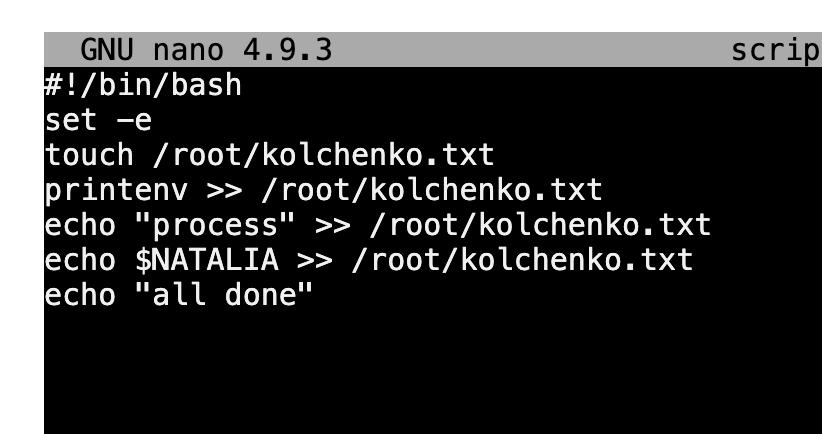 GNU nano 4.9.3 scrip
#!/bin/bash
set -e
touch /root/kolchenko.txt
printenv >> /root/kolchenko.txt
echo "process" >> /root/kolchenko.txt
echo $NATALIA >> /root/kolchenko.txt
echo "all done"